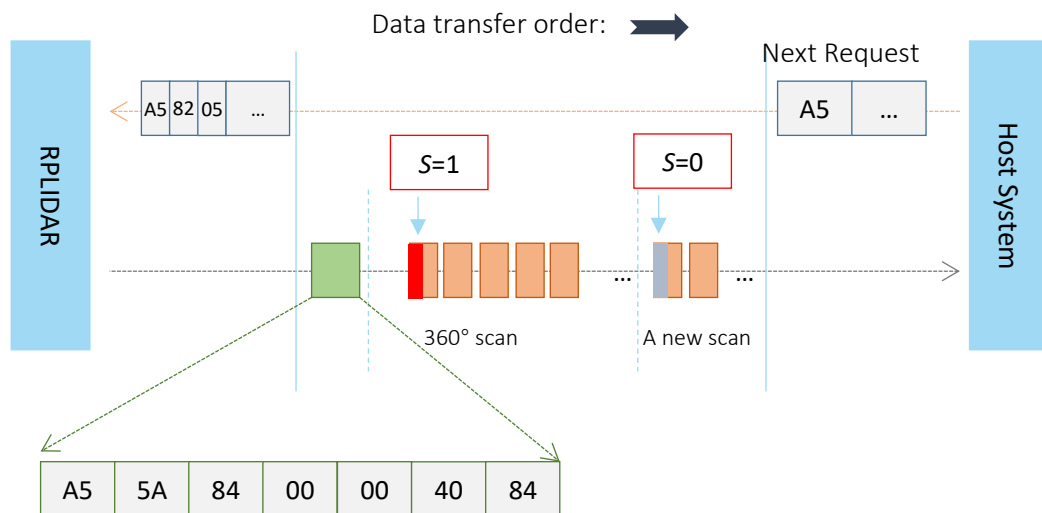 Data transfer order:
Next Request
A5 82 05 ...
A5 ...
RPLIDAR
Host System
S=1
S=0
... ...
360° scan
A new scan
A5 5A 84 00 00 40 84